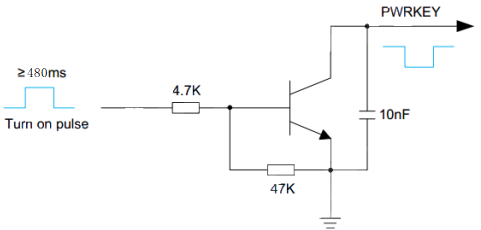 PWRKEY
≥480ms
4.7K
Turn on pulse
10nF
47K